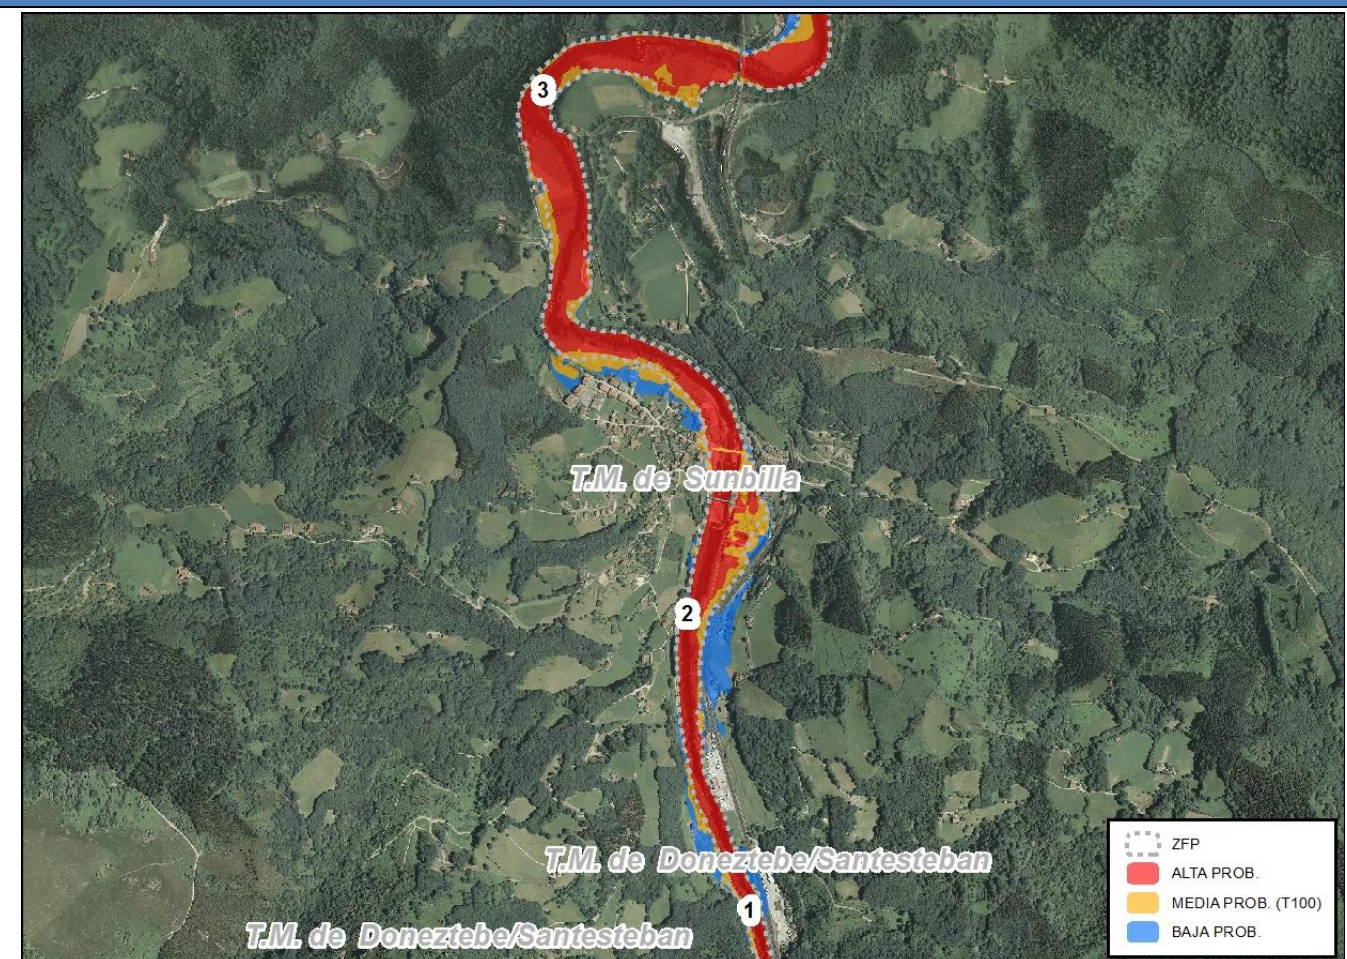 3
T.M. de Sunbilla
2
T.M. de Doneztebe/Santesteban
1
T.M. de Doneztebe/Santesteban
ZFP
ALTA PROB.
MEDIA PROB. (T100)
BAJA PROB.